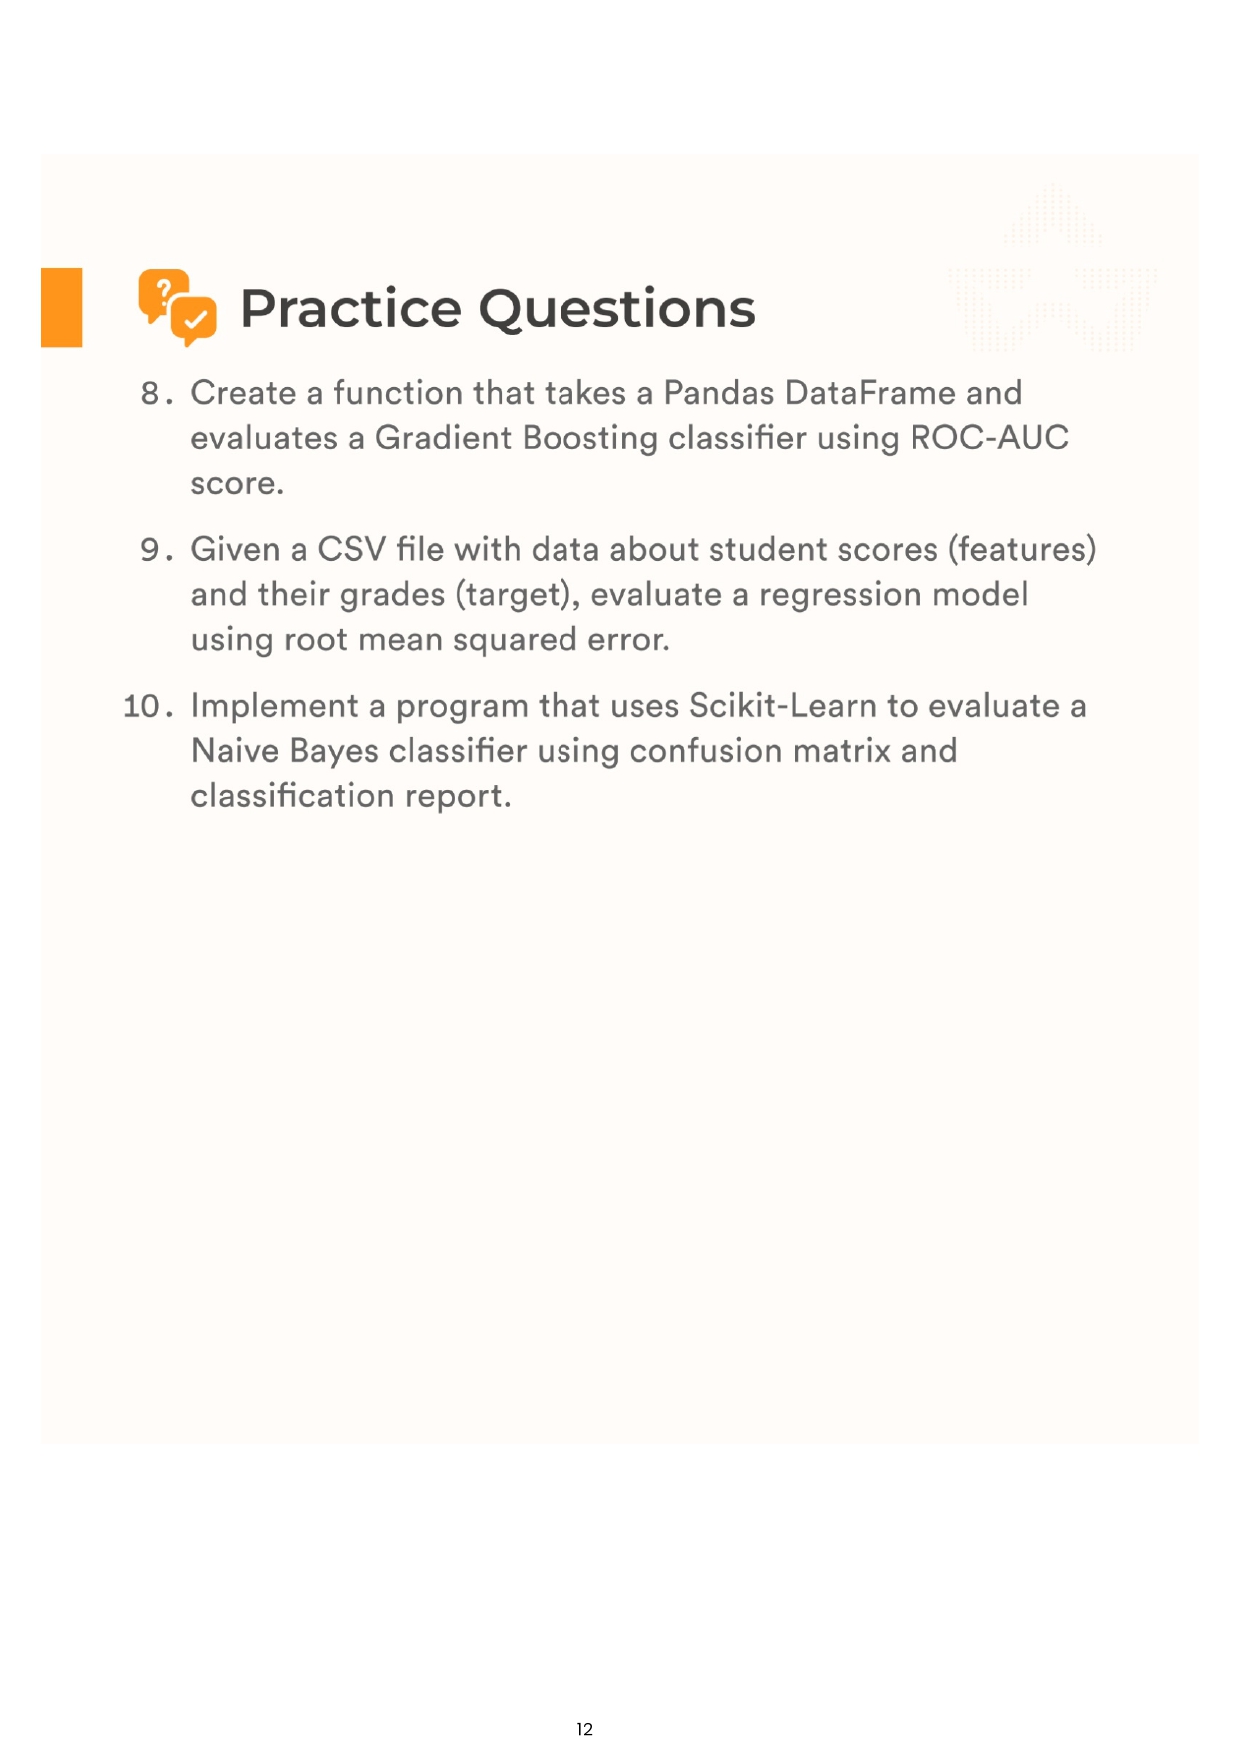 Practice Questions
8. Create a function that takes a Pandas DataFrame and
evaluates a Gradient Boosting classifier using ROC-AUC
score.
9. Given a CSV file with data about student scores (features)
and their grades (target), evaluate a regression model
using root mean squared error.
10. Implement a program that uses Scikit-Learn to evaluate a
Naive Bayes classifier using confusion matrix and
classification report.
12